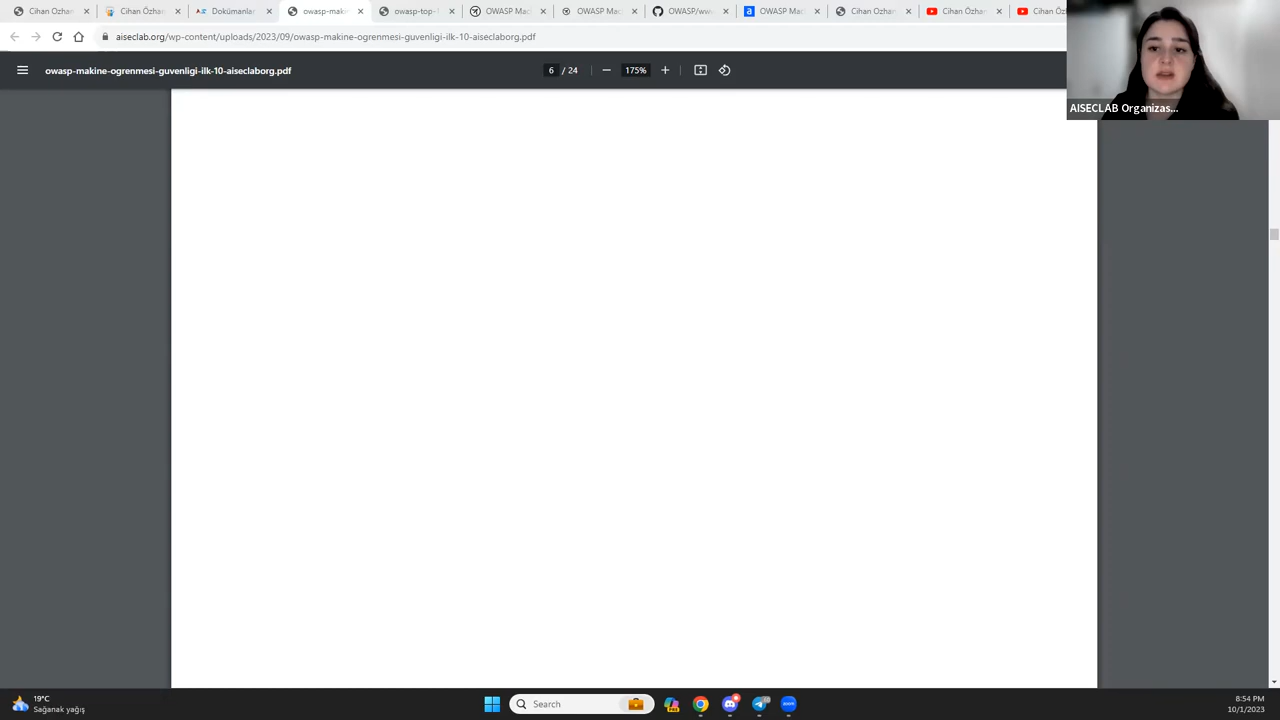 Cihan Özhan
Cihan Özhan
Dokümanlar
owasp-make
owasp-top-1
OWASP Mac
OWASP Mac
OWASP/www
OWASP Mac
Cihan Özhan
Cihan Özhan
Cihan Özh
aiseclab.org/wp-content/uploads/2023/09/owasp-makine-ogrenmesi-guvenligi-ilk-10-aiseclaborg.pdf
owasp-makine-ogrenmesi-guvenligi-ilk-10-aiseclaborg.pdf
6 / 24
175%
AISECLAB Organizas...
19°C
Sağanak yağış
Search
zoom
8:54 PM
10/1/2023